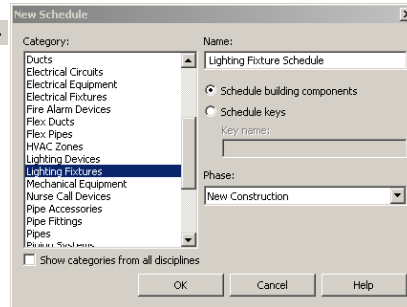 New Schedule
Category:
Ducts
Electrical Circuits
Electrical Equipment
Electrical Fixtures
Fire Alarm Devices
Flex Ducts
Flex Pipes
HVAC Zones
Lighting Devices
Lighting Fixtures
Mechanical Equipment
Nurse Call Devices
Pipe Accessories
Pipe Fittings
Pipes
Piping Systems
Show categories from all disciplines
Name:
Lighting Fixture Schedule
Schedule building components
Schedule keys
Key name:
Phase:
New Construction
OK
Cancel
Help